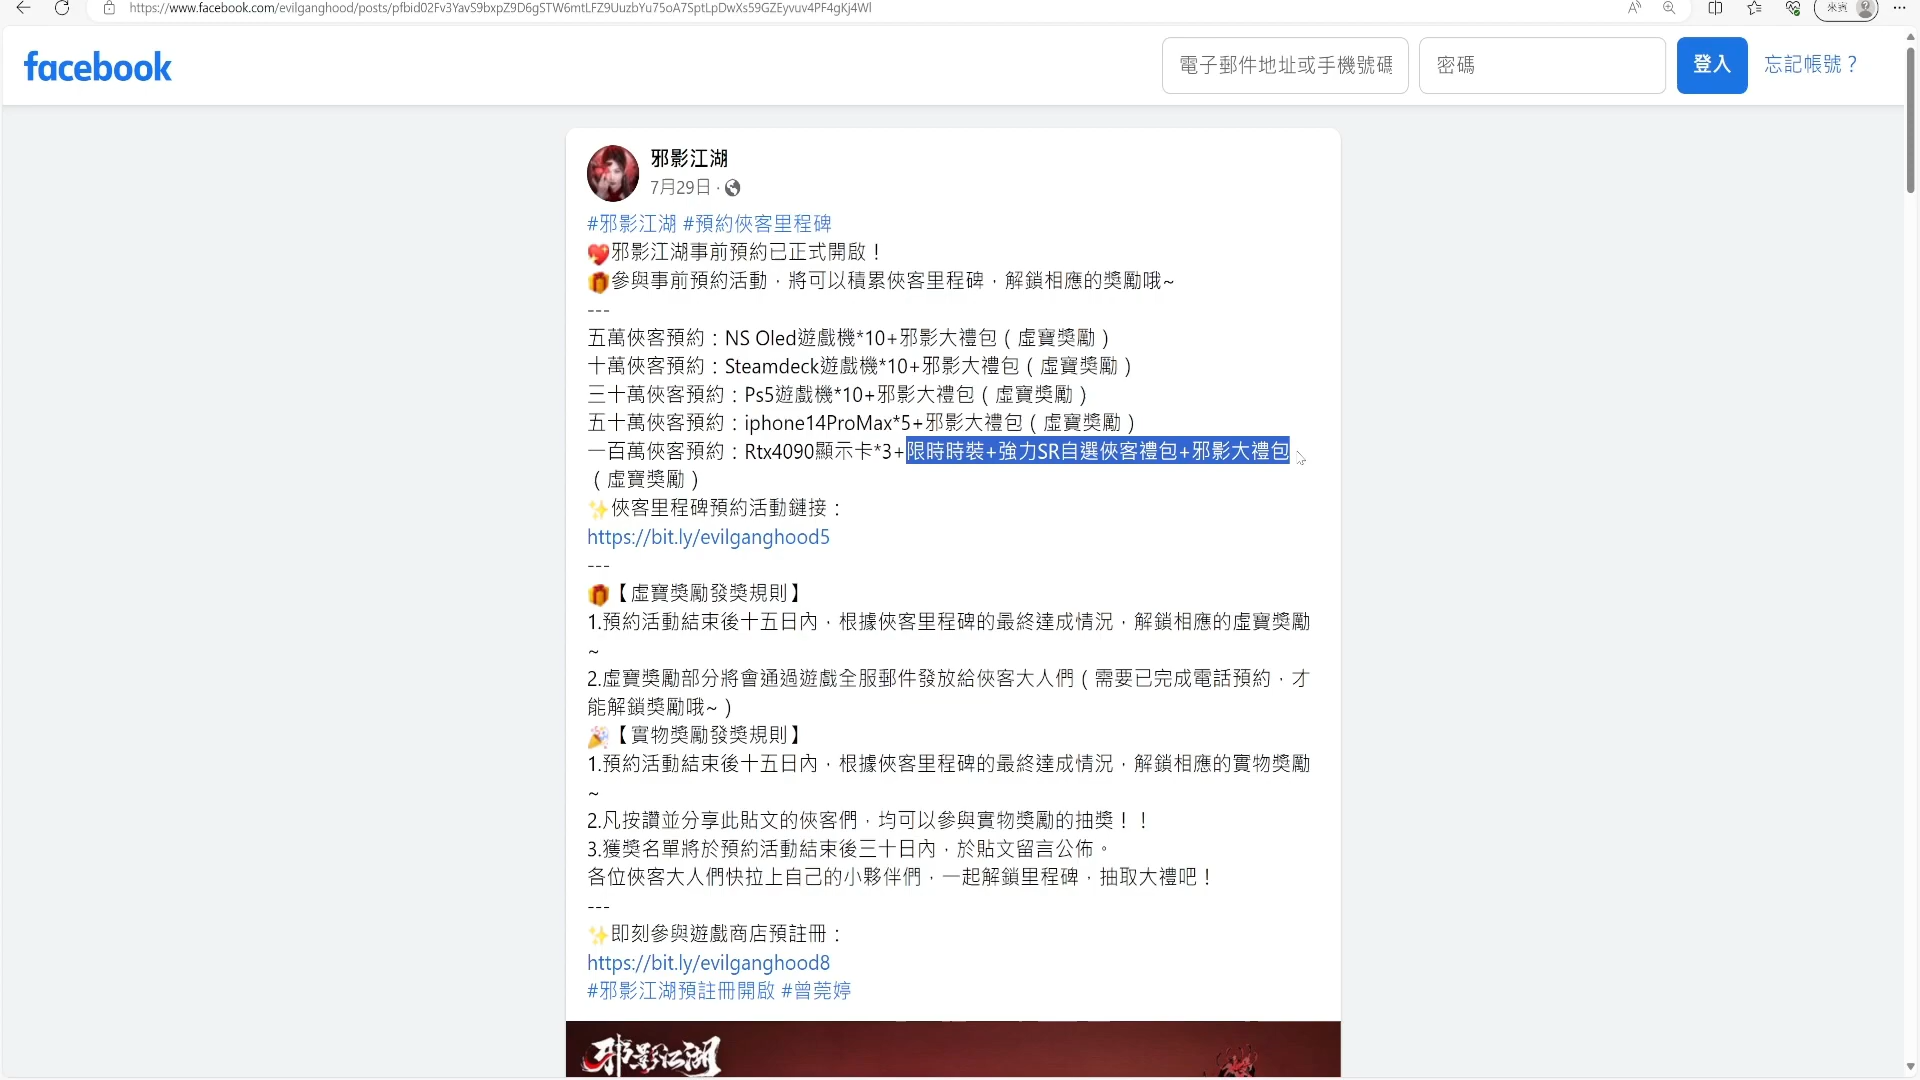 https://www.facebook.com/evilganghood/posts/pfbid02Fv3YavS9bxpZ9D6gSTW6mtLFZ9UuzbYu75oA7SptLpDwXs59GZEyvuv4PF4gKj4Wl
來賓
facebook
電子郵件地址或手機號碼
密碼
登入
忘記帳號？
邪影江湖
7月29日 ·
#邪影江湖 #預約俠客里程碑
💖邪影江湖事前預約已正式開啟！
🎁參與事前預約活動，將可以積累俠客里程碑，解鎖相應的獎勵哦~
---
五萬俠客預約：NS Oled遊戲機*10+邪影大禮包（虛寶獎勵）
十萬俠客預約：Steamdeck遊戲機*10+邪影大禮包（虛寶獎勵）
三十萬俠客預約：Ps5遊戲機*10+邪影大禮包（虛寶獎勵）
五十萬俠客預約：iphone14ProMax*5+邪影大禮包（虛寶獎勵）
一百萬俠客預約：Rtx4090顯示卡*3+限時時裝+強力SR自選俠客禮包+邪影大禮包
（虛寶獎勵）
✨俠客里程碑預約活動鏈接：
https://bit.ly/evilganghood5
---
🎁【虛寶獎勵發獎規則】
1.預約活動結束後十五日內，根據俠客里程碑的最終達成情況，解鎖相應的虛寶獎勵
~
2.虛寶獎勵部分將會通過遊戲全服郵件發放給俠客大人們（需要已完成電話預約，才
能解鎖獎勵哦~）
🎉【實物獎勵發獎規則】
1.預約活動結束後十五日內，根據俠客里程碑的最終達成情況，解鎖相應的實物獎勵
~
2.凡按讚並分享此貼文的俠客們，均可以參與實物獎勵的抽獎！！
3.獲獎名單將於預約活動結束後三十日內，於貼文留言公佈。
各位俠客大人們快拉上自己的小夥伴們，一起解鎖里程碑，抽取大禮吧！
---
✨即刻參與遊戲商店預註冊：
https://bit.ly/evilganghood8
#邪影江湖預註冊開啟 #曾莞婷
邪影江湖